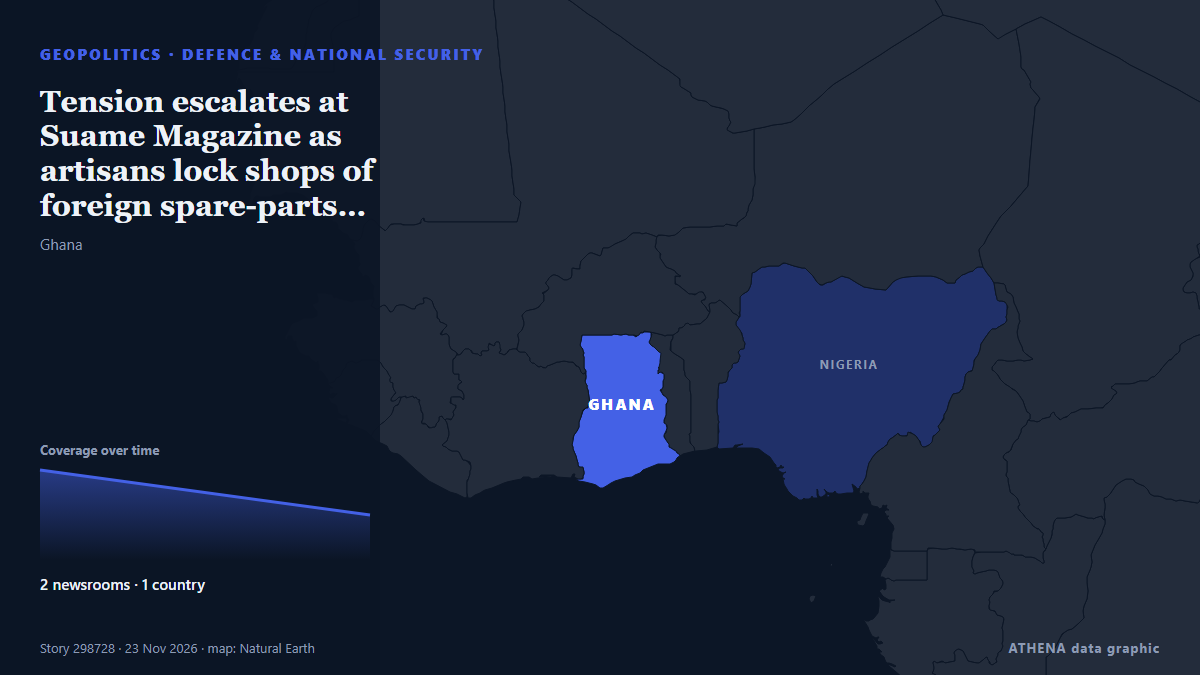 GEOPOLITICS · DEFENCE & NATIONAL SECURITY
Tension escalates at
Suame Magazine as
artisans lock shops of
foreign spare-parts...
Ghana
NIGERIA
GHANA
Coverage over time
2 newsrooms · 1 country
Story 298728 · 23 Nov 2026 · map: Natural Earth
ATHENA data graphic